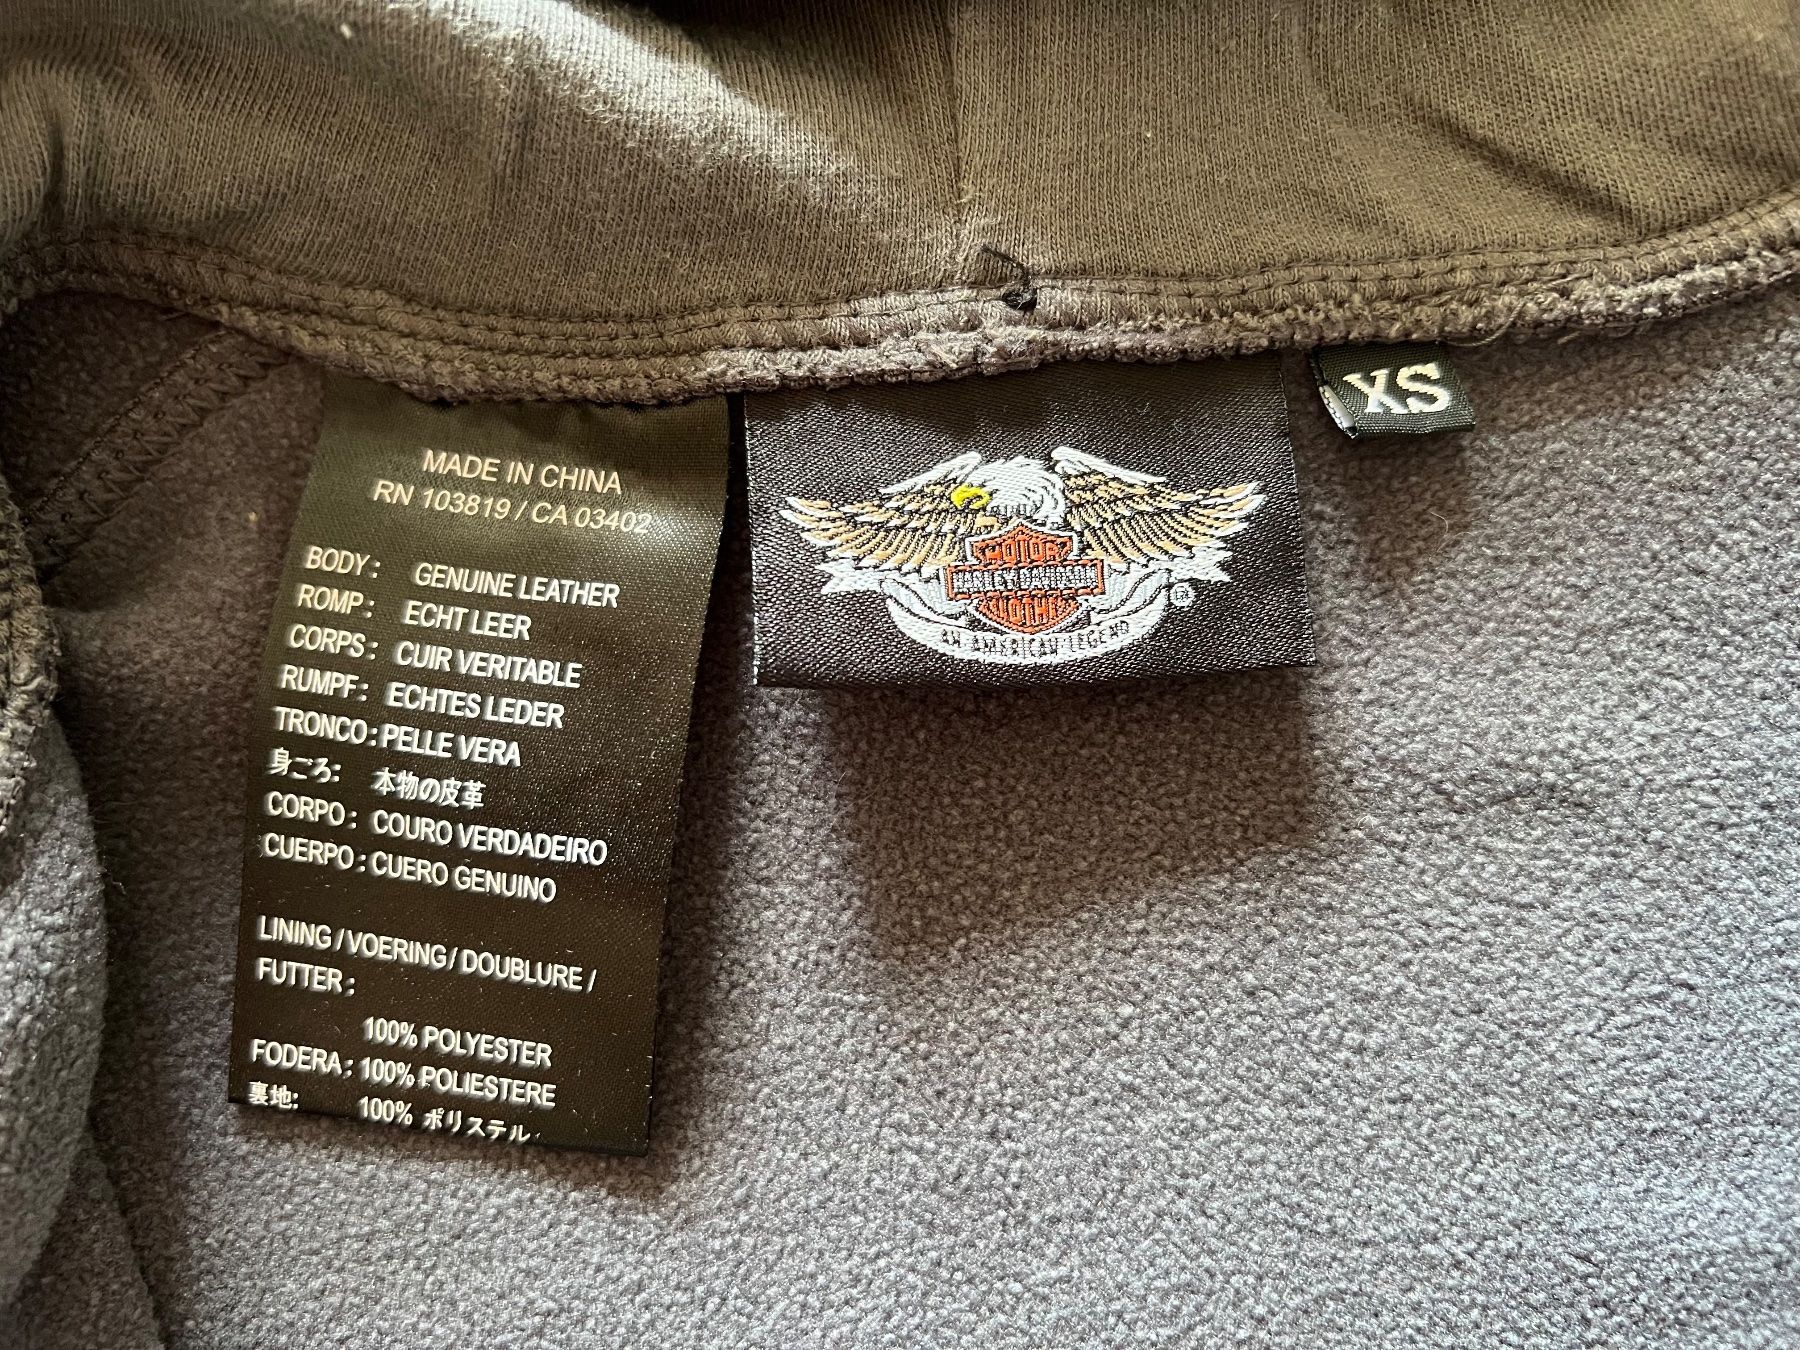 MADE IN CHINA
RN 103819 / CA 03402
BODY : GENUINE LEATHER
ROMP : ECHT LEER
CORPS : CUIR VERITABLE
RUMPF : ECHTES LEDER
TRONCO : PELLE VERA
身ごろ: 本物の皮革
CORPO : COURO VERDADEIRO
CUERPO : CUERO GENUINO
LINING / VOERING / DOUBLURE /
FUTTER :
100% POLYESTER
FODERA : 100% POLIESTERE
裏地: 100% ポリステル
MOTOR
HARLEY-DAVIDSON
CLOTHES
AN AMERICAN LEGEND
®
XS